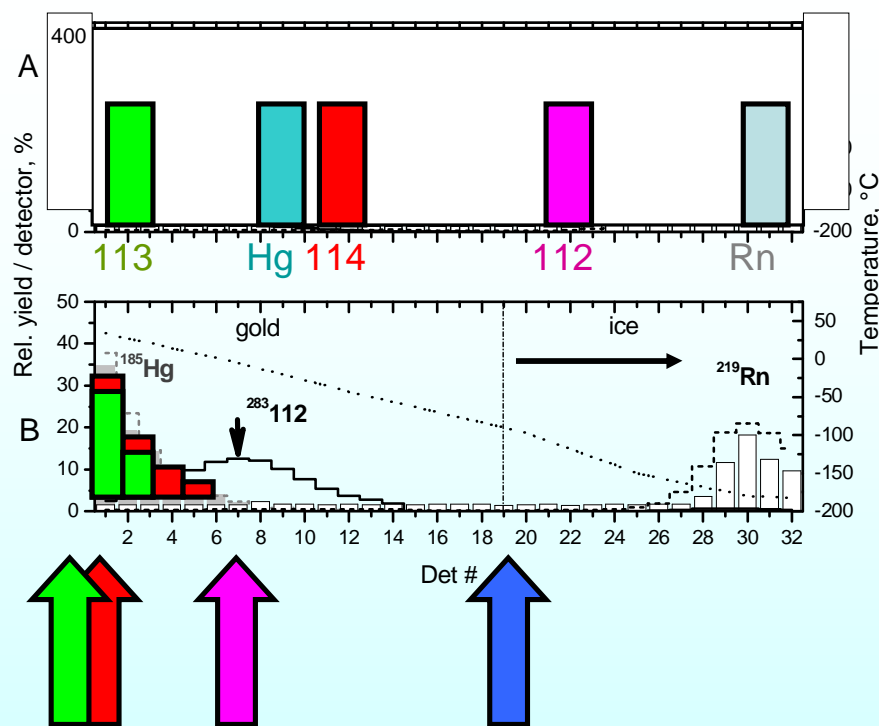 400
A
Rel. yield / detector, %
Temperature, °C
0
-200
113
Hg
114
112
Rn
50
40
30
20
10
0
gold
ice
50
0
-50
-100
-150
-200
185Hg
283112
219Rn
B
2 4 6 8 10 12 14 16 18 20 22 24 26 28 30 32
Det #